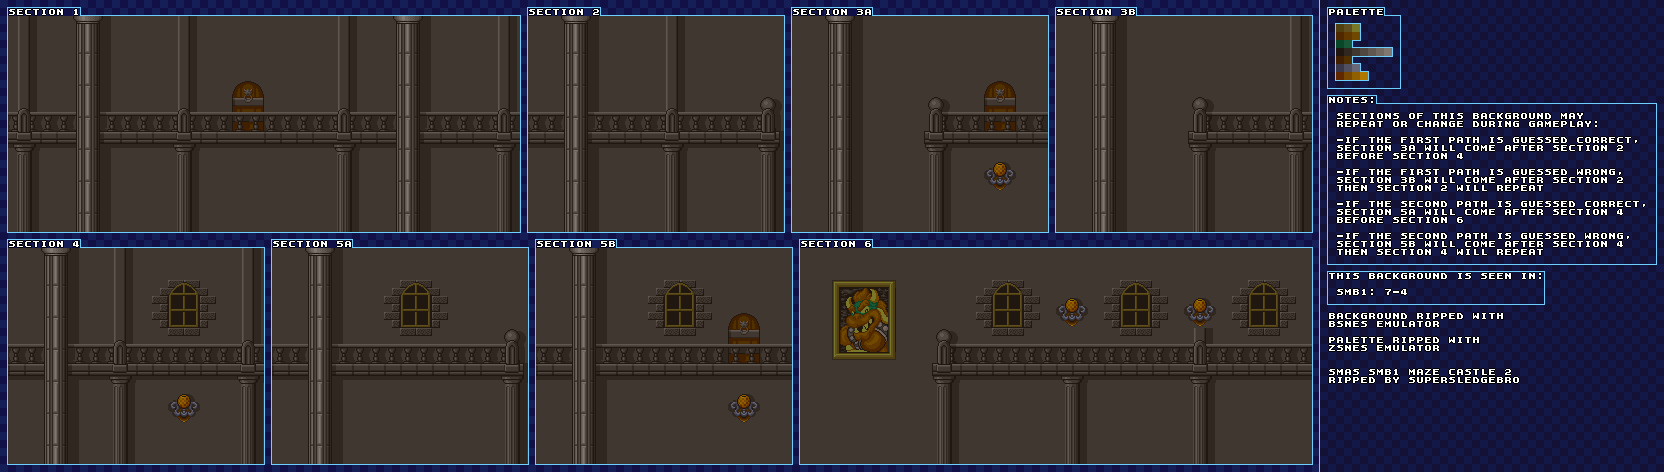 SECTION 1
SECTION 2
SECTION 3A
SECTION 3B
SECTION 4
SECTION 5A
SECTION 5B
SECTION 6
PALETTE
NOTES:
SECTIONS OF THIS BACKGROUND MAY
REPEAT OR CHANGE DURING GAMEPLAY:
-IF THE FIRST PATH IS GUESSED CORRECT,
SECTION 3A WILL COME AFTER SECTION 2
BEFORE SECTION 4
-IF THE FIRST PATH IS GUESSED WRONG,
SECTION 3B WILL COME AFTER SECTION 2
THEN SECTION 2 WILL REPEAT
-IF THE SECOND PATH IS GUESSED CORRECT,
SECTION 5A WILL COME AFTER SECTION 4
BEFORE SECTION 6
-IF THE SECOND PATH IS GUESSED WRONG,
SECTION 5B WILL COME AFTER SECTION 4
THEN SECTION 4 WILL REPEAT
THIS BACKGROUND IS SEEN IN:
SMB1: 7-4
BACKGROUND RIPPED WITH
BSNES EMULATOR
PALETTE RIPPED WITH
ZSNES EMULATOR
SMAS SMB1 MAZE CASTLE 2
RIPPED BY SUPERSLEDGEBRO